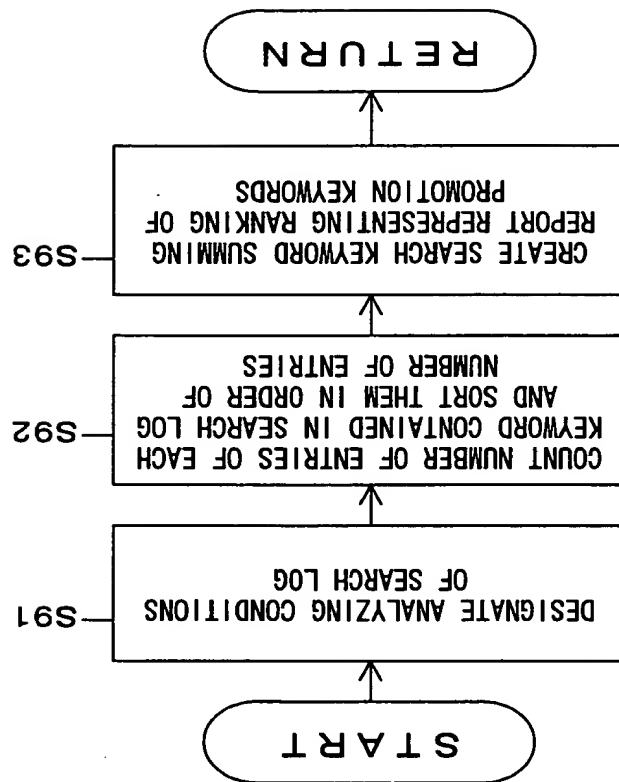 START
DESIGNATE ANALYZING CONDITIONS
OF SEARCH LOG
S91
COUNT NUMBER OF ENTRIES OF EACH
KEYWORD CONTAINED IN SEARCH LOG
AND SORT THEM IN ORDER OF
NUMBER OF ENTRIES
S92
CREATE SEARCH KEYWORD SUMMING
REPORT REPRESENTING RANKING OF
PROMOTION KEYWORDS
S93
RETURN